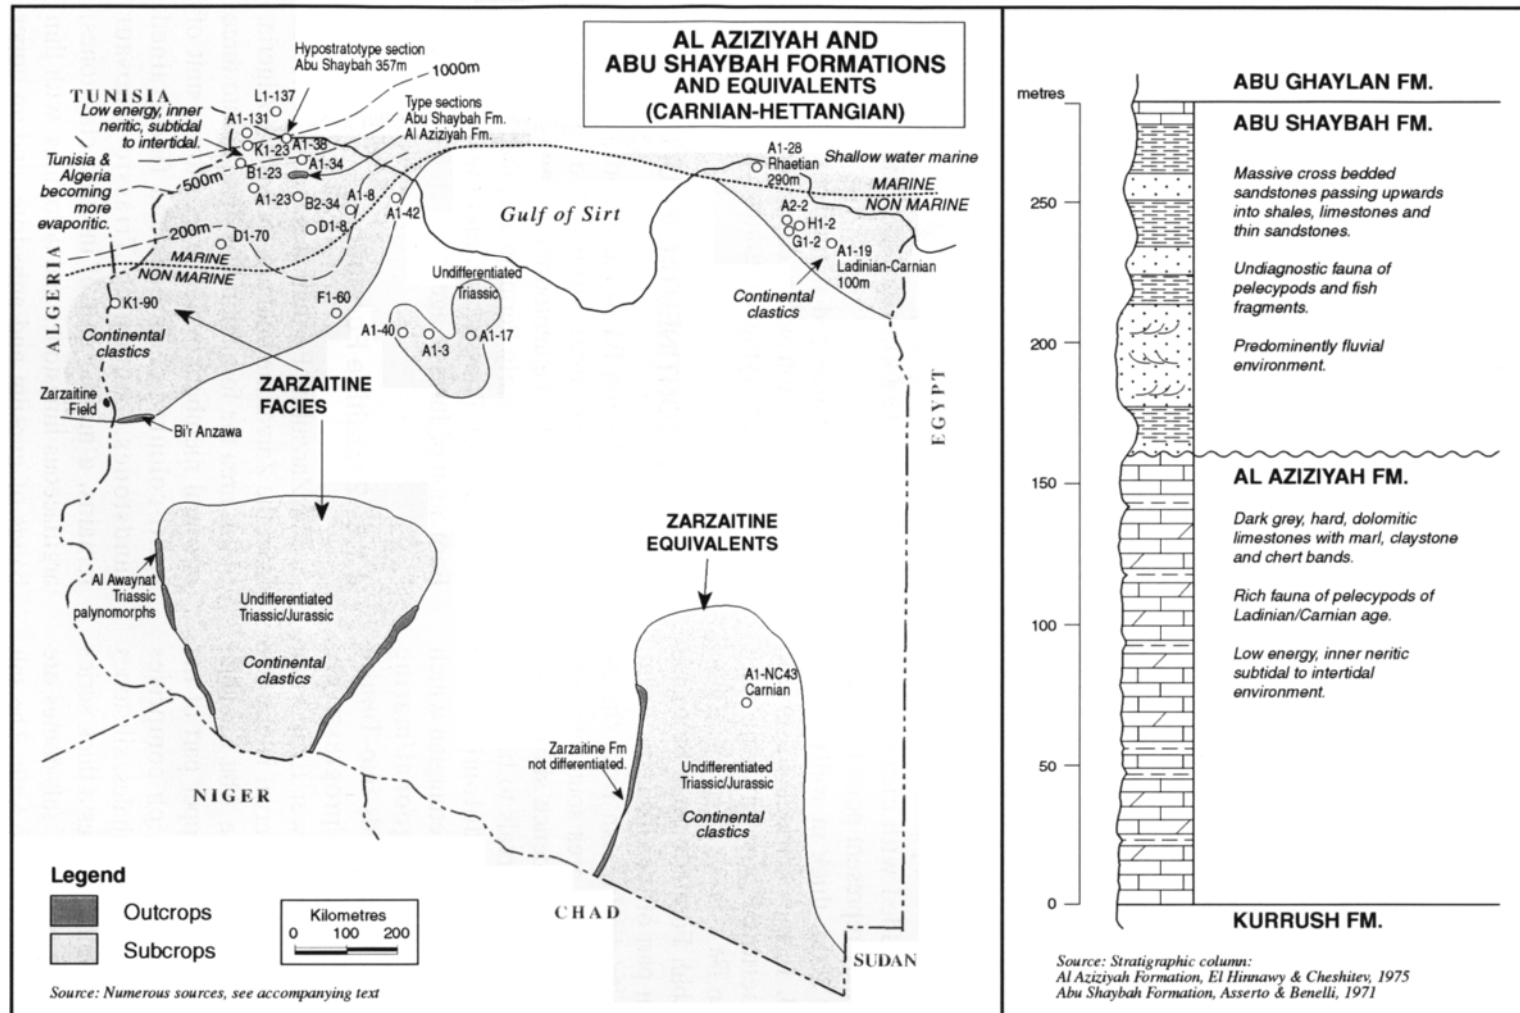 AL AZIZIYAH AND
ABU SHAYBAH FORMATIONS
AND EQUIVALENTS
(CARNIAN-HETTANGIAN)
Hypostratotype section
Abu Shaybah 357m
1000m
TUNISIA
L1-137
Low energy, inner
neritic, subtidal
to intertidal.
A1-131
K1-23
A1-38
Type sections
Abu Shaybah Fm.
Al Aziziyah Fm.
A1-34
Tunisia &
Algeria
becoming
more
evaporitic.
500m
B1-23
A1-23
B2-34
A1-8
A1-42
D1-8
200m
D1-70
MARINE
NON MARINE
ALGERIA
K1-90
Continental
clastics
F1-60
Undifferentiated
Triassic
A1-40
A1-3
A1-17
Gulf of Sirt
A1-28
Rhaetian
290m
Shallow water marine
MARINE
NON MARINE
A2-2
H1-2
G1-2
A1-19
Ladinian-Carnian
100m
Continental
clastics
EGYPT
ZARZAITINE
FACIES
Zarzaitine
Field
Bi'r Anzawa
Al Awaynat
Triassic
palynomorphs
Undifferentiated
Triassic/Jurassic
Continental
clastics
ZARZAITINE
EQUIVALENTS
A1-NC43
Carnian
Zarzaitine Fm
not differentiated.
Undifferentiated
Triassic/Jurassic
Continental
clastics
NIGER
CHAD
SUDAN
Legend
Outcrops
Subcrops
Kilometres
0 100 200
Source: Numerous sources, see accompanying text
metres
250
200
150
100
50
0
ABU GHAYLAN FM.
ABU SHAYBAH FM.
Massive cross bedded
sandstones passing upwards
into shales, limestones and
thin sandstones.
Undiagnostic fauna of
pelecypods and fish
fragments.
Predominently fluvial
environment.
AL AZIZIYAH FM.
Dark grey, hard, dolomitic
limestones with marl, claystone
and chert bands.
Rich fauna of pelecypods of
Ladinian/Carnian age.
Low energy, inner neritic
subtidal to intertidal
environment.
KURRUSH FM.
Source: Stratigraphic column:
Al Aziziyah Formation, El Hinnawy & Cheshitev, 1975
Abu Shaybah Formation, Asserto & Benelli, 1971